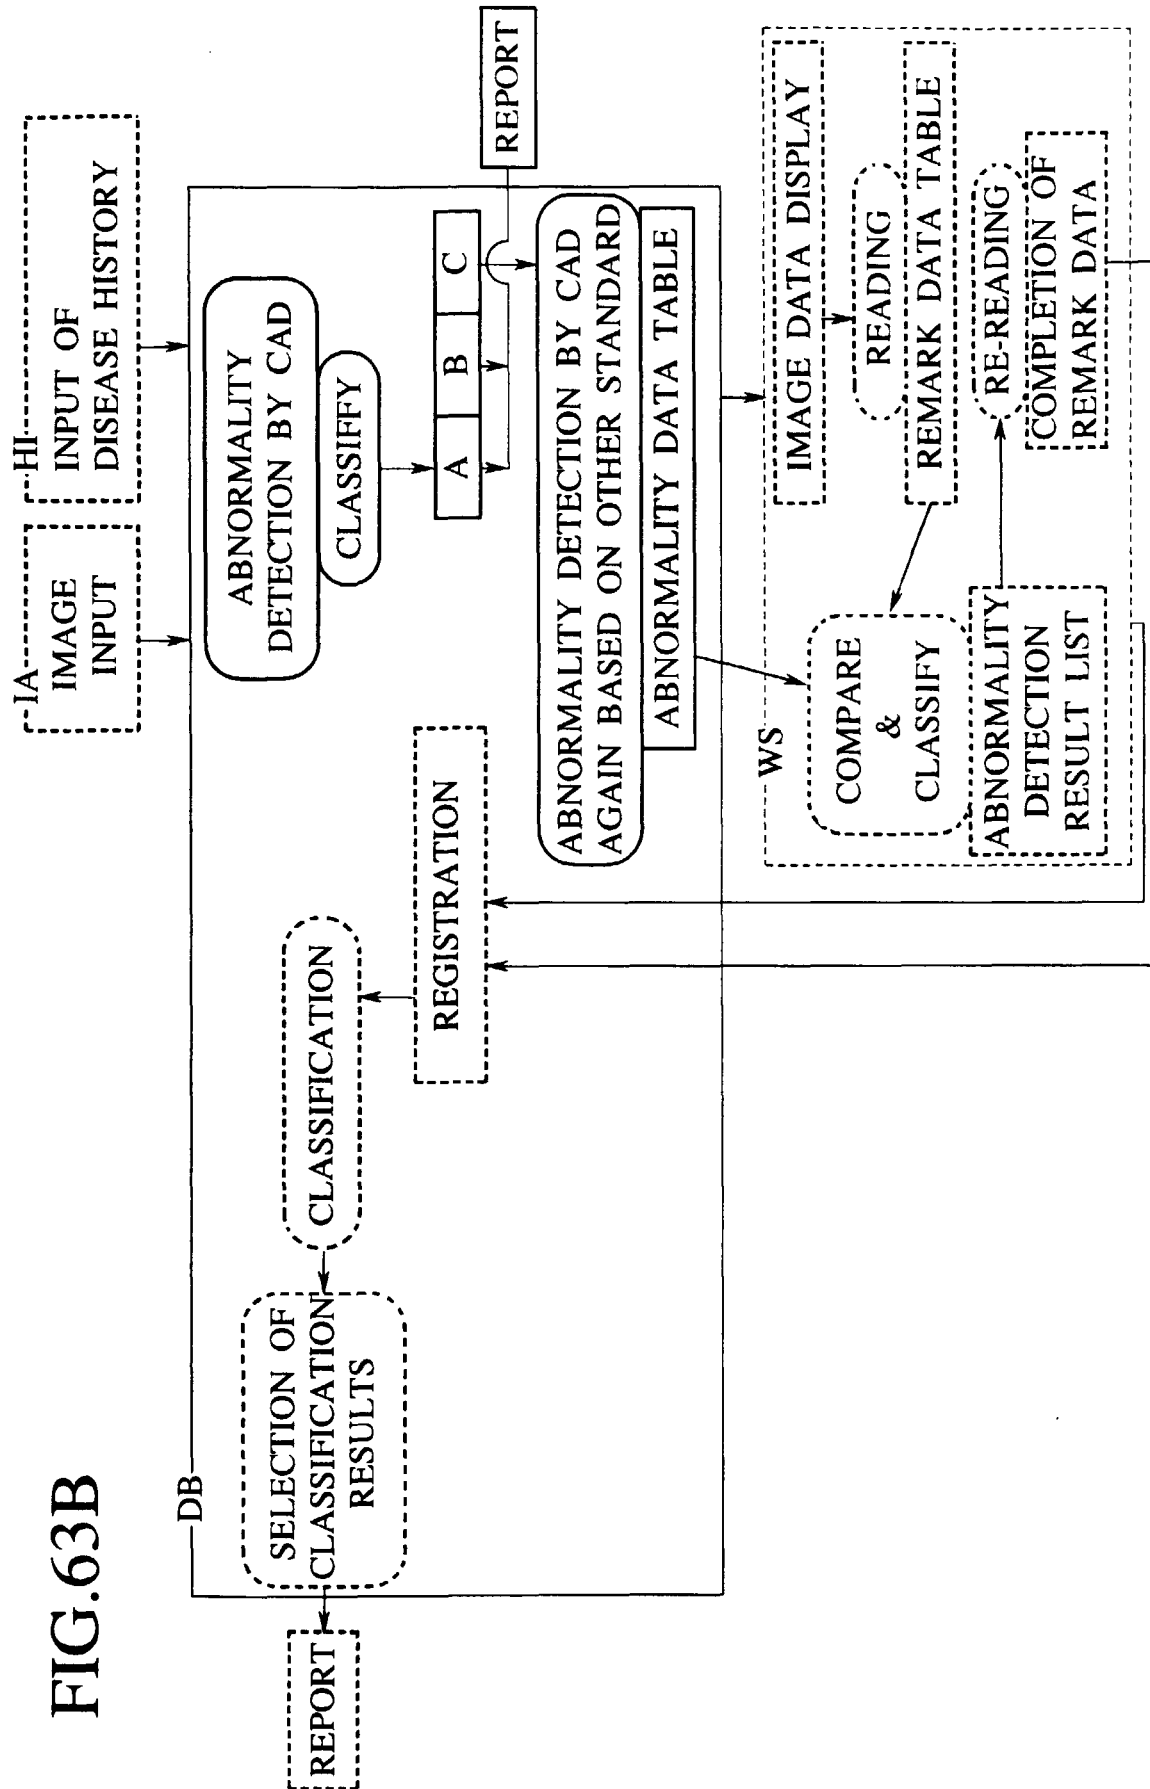 FIG.63B
IA
IMAGE
INPUT
HI
INPUT OF
DISEASE HISTORY
DB
ABNORMALITY
DETECTION BY CAD
CLASSIFFY
A
B
C
REPORT
ABNORMALITY DETECTION BY CAD
AGAIN BASED ON OTHER STANDARD
ABNORMALITY DATA TABLE
SELECTION OF
CLASSIFICATION
RESULTS
CLASSIFICATION
REPORT
REGISTRATION
WS
IMAGE DATA DISPLAY
READING
REMARK DATA TABLE
COMPARE
&
CLASSIFY
ABNORMALITY
DETECTION
RESULT LIST
RE-READING
COMPLETION OF
REMARK DATA